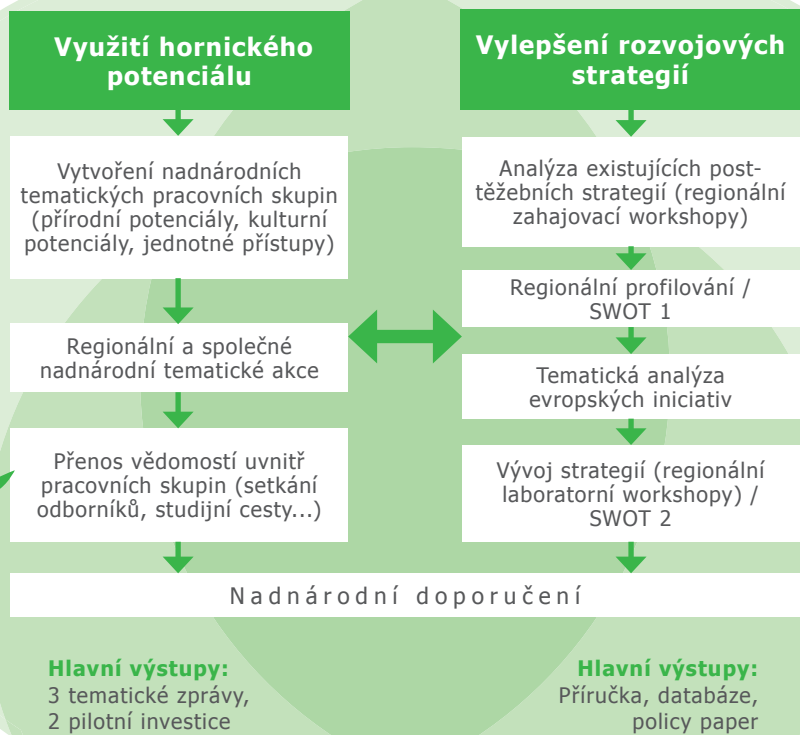 Využití hornického
potenciálu
Vytvoření nadnárodních
tematických pracovních skupin
(přírodní potenciály, kulturní
potenciály, jednotné přístupy)
Regionální a společné
nadnárodní tematické akce
Přenos vědomostí uvnitř
pracovních skupin (setkání
odborníků, studijní cesty...)
Vylepšení rozvojových
strategií
Analýza existujících post-
těžebních strategií (regionální
zahajovací workshopy)
Regionální profilování /
SWOT 1
Tematická analýza
evropských iniciativ
Vývoj strategií (regionální
laboratorní workshopy) /
SWOT 2
Nadnárodní doporučení
Hlavní výstupy:
3 tematické zprávy,
2 pilotní investice
Hlavní výstupy:
Příručka, databáze,
policy paper